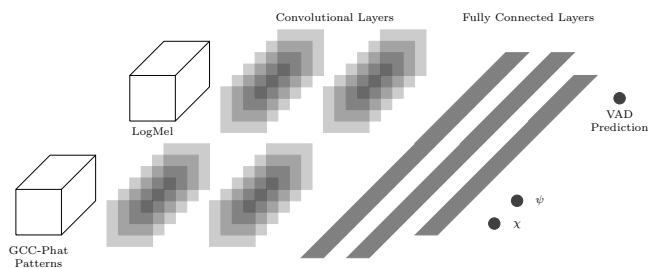 Convolutional Layers
Fully Connected Layers
LogMel
VAD
Prediction
ψ
χ
GCC-Phat
Patterns